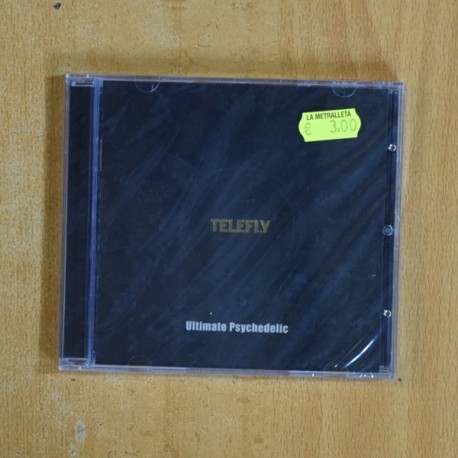 LA METRALLETA
€ 3.00
TELEFLY
Ultimate Psychedelic